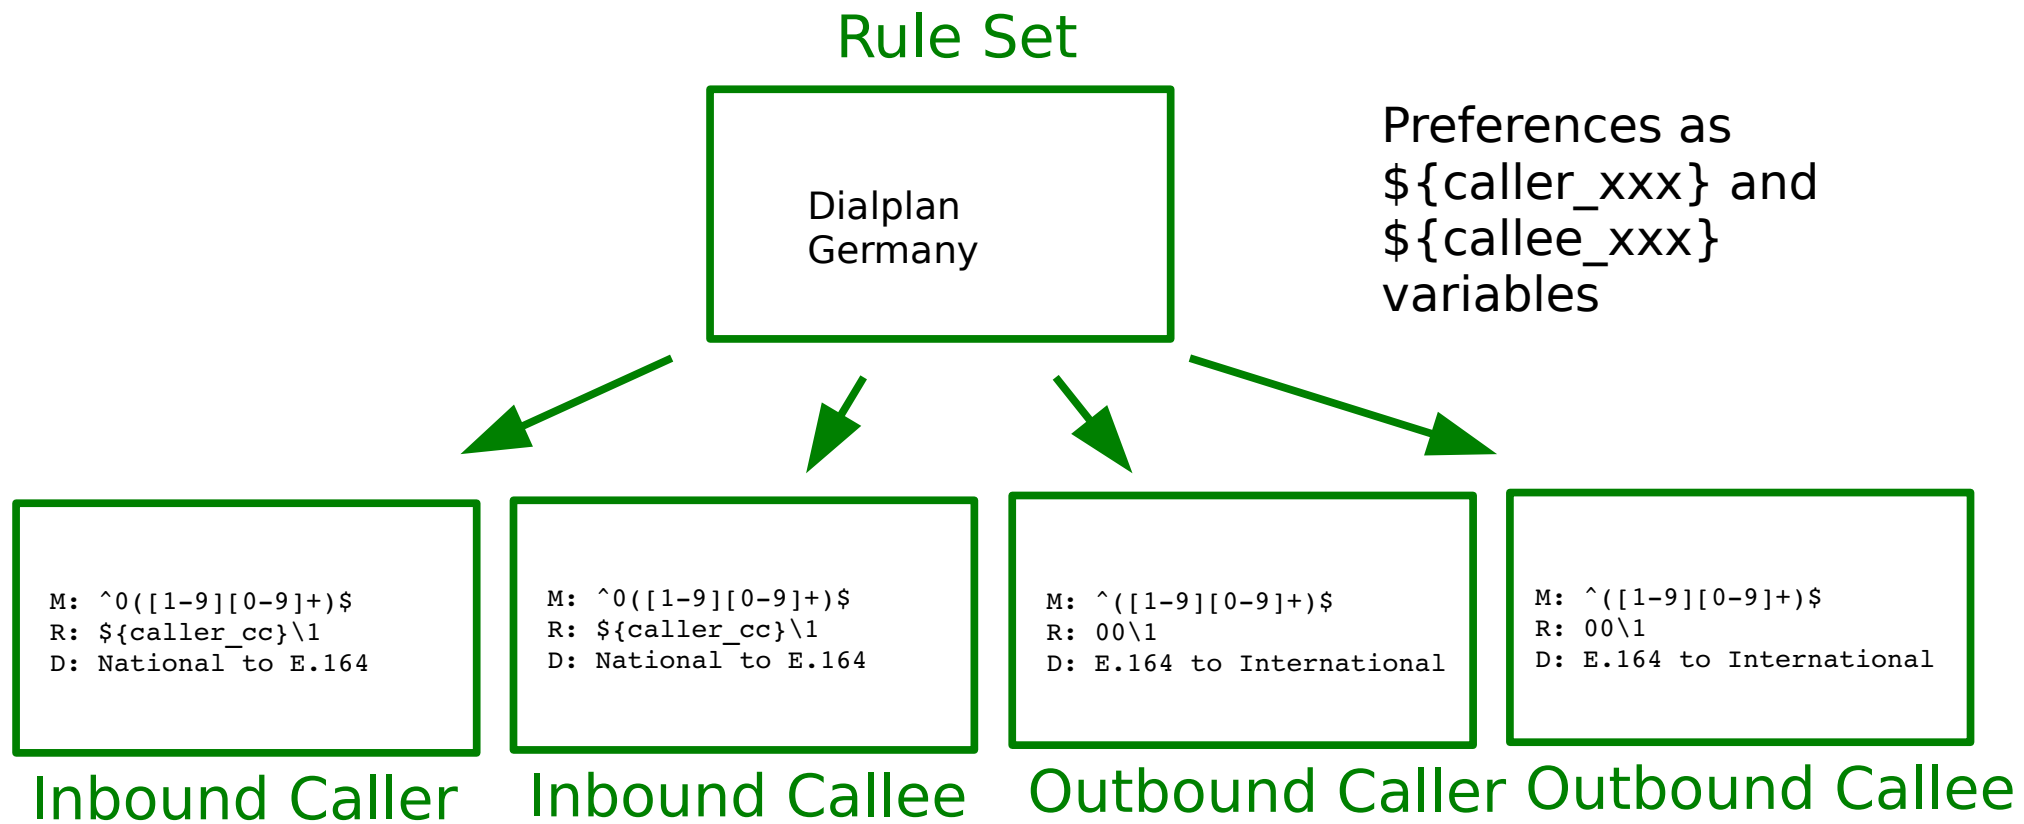 Rule Set
Dialplan
Germany
Preferences as
${caller_xxx} and
${callee_xxx}
variables
M: ^0([1-9][0-9]+)$
R: ${caller_cc}\1
D: National to E.164
Inbound Caller
M: ^0([1-9][0-9]+)$
R: ${caller_cc}\1
D: National to E.164
Inbound Callee
M: ^([1-9][0-9]+)$
R: 00\1
D: E.164 to International
Outbound Caller
M: ^([1-9][0-9]+)$
R: 00\1
D: E.164 to International
Outbound Callee